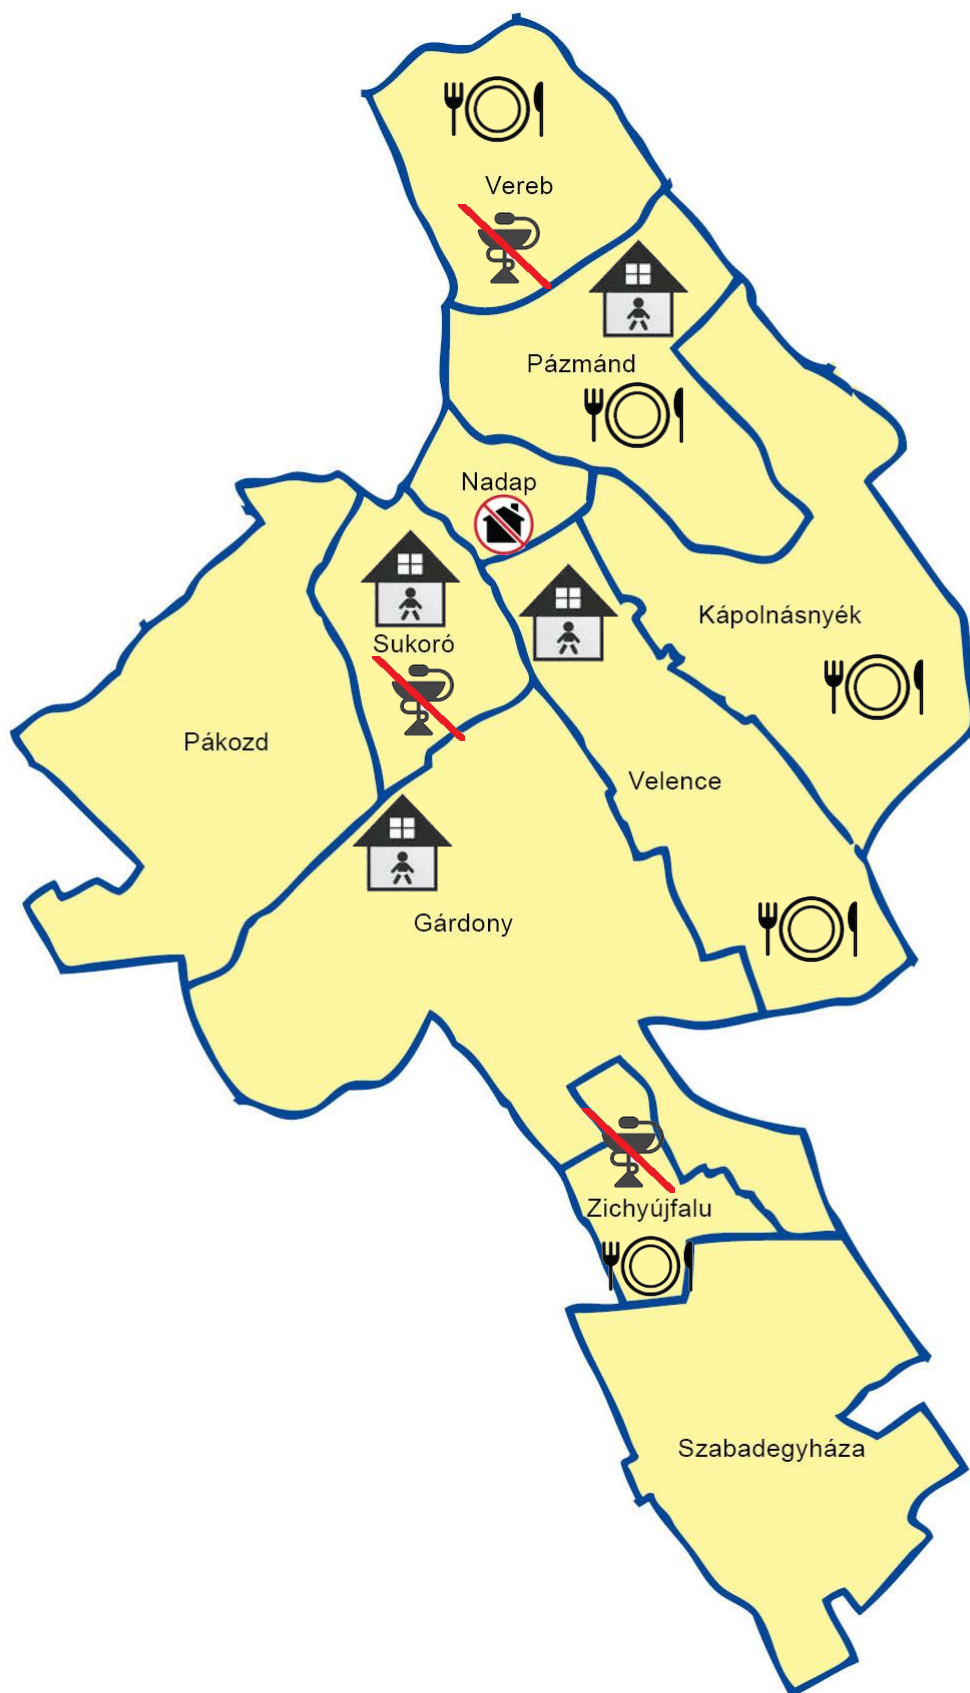 Vereb
Pázmánd
Nadap
Kápolnásnyék
Sukoró
Pákozd
Velence
Gárdony
Zichyújfalu
Szabadegyháza